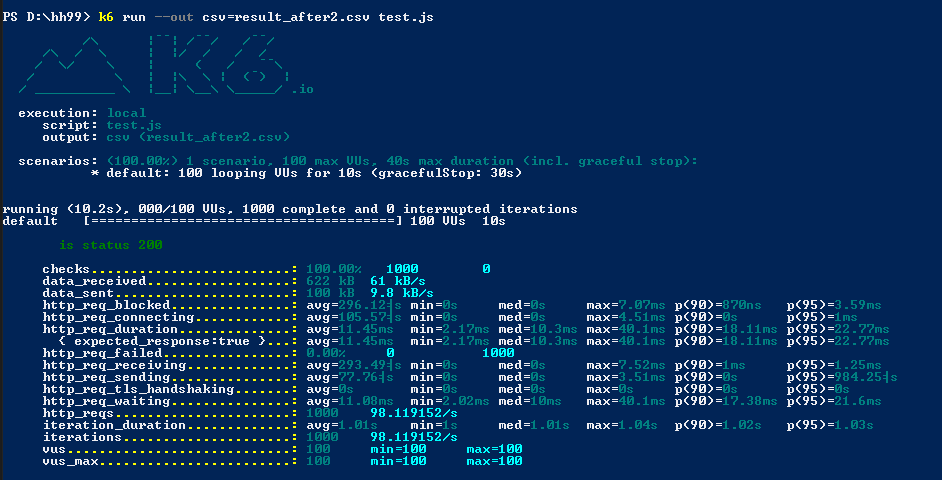 PS D:\hh99> k6 run --out csv=result_after2.csv test.js
K6
.io
execution: local
script: test.js
output: csv (result_after2.csv)
scenarios: (100.00%) 1 scenario, 100 max VUs, 40s max duration (incl. graceful stop):
* default: 100 looping VUs for 10s (gracefulStop: 30s)
running (10.2s), 000/100 VUs, 1000 complete and 0 interrupted iterations
default   [======================================] 100 VUs  10s
is status 200
checks.........................: 100.00%   1000        0
data_received..................: 622 kB  61 kB/s
data_sent......................: 100 kB  9.8 kB/s
http_req_blocked...............: avg=296.12╡s min=0s     med=0s     max=7.07ms p(90)=870ns   p(95)=3.59ms
http_req_connecting............: avg=105.57╡s min=0s     med=0s     max=4.51ms p(90)=0s      p(95)=1ms
http_req_duration..............: avg=11.45ms  min=2.17ms med=10.3ms max=40.1ms p(90)=18.11ms p(95)=22.77ms
{ expected_response:true }...: avg=11.45ms  min=2.17ms med=10.3ms max=40.1ms p(90)=18.11ms p(95)=22.77ms
http_req_failed................: 0.00%     0           1000
http_req_receiving.............: avg=293.49╡s min=0s     med=0s     max=7.52ms p(90)=1ms     p(95)=1.25ms
http_req_sending...............: avg=77.76╡s  min=0s     med=0s     max=3.51ms p(90)=0s      p(95)=984.25╡s
http_req_tls_handshaking.......: avg=0s       min=0s     med=0s     max=0s     p(90)=0s      p(95)=0s
http_req_waiting...............: avg=11.08ms  min=2.02ms med=10ms   max=40.1ms p(90)=17.38ms p(95)=21.6ms
http_reqs......................: 1000    98.119152/s
iteration_duration.............: avg=1.01s    min=1s     med=1.01s  max=1.04s  p(90)=1.02s   p(95)=1.03s
iterations.....................: 1000    98.119152/s
vus............................: 100     min=100     max=100
vus_max........................: 100     min=100     max=100